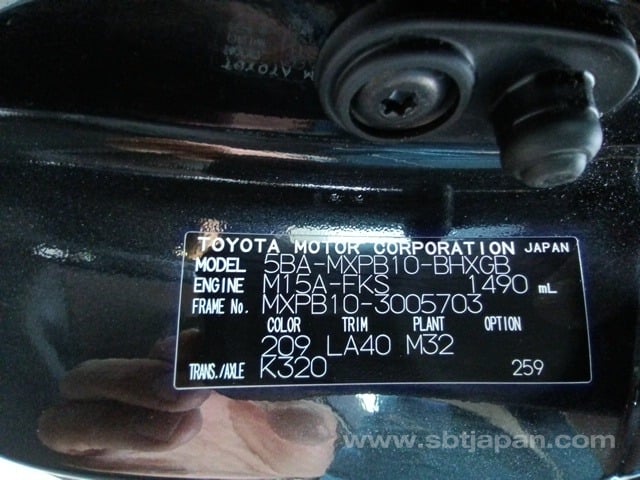 TOYOTA MOTOR CORPORATION JAPAN
MODEL 5BA-MXPB10-BHXGB
ENGINE M15A-FKS 1490 mL
FRAME No. MXPB10-3005703
COLOR TRIM PLANT OPTION
209 LA40 M32
TRANS./AXLE K320 259
www.sbtjapan.com